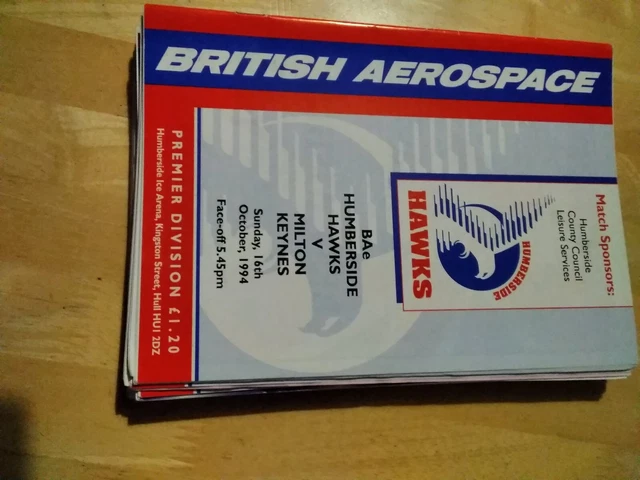 BRITISH AEROSPACE
Match Sponsors:
Humberside
County Council
Leisure Services
HUMBERSIDE
HAWKS
BAe
HUMBERSIDE
HAWKS
V
MILTON
KEYNES
Sunday, 16th
October, 1994
Face-off 5.45pm
PREMIER DIVISION £1.20
Humberside Ice Arena, Kingston Street, Hull HU1 2DZ